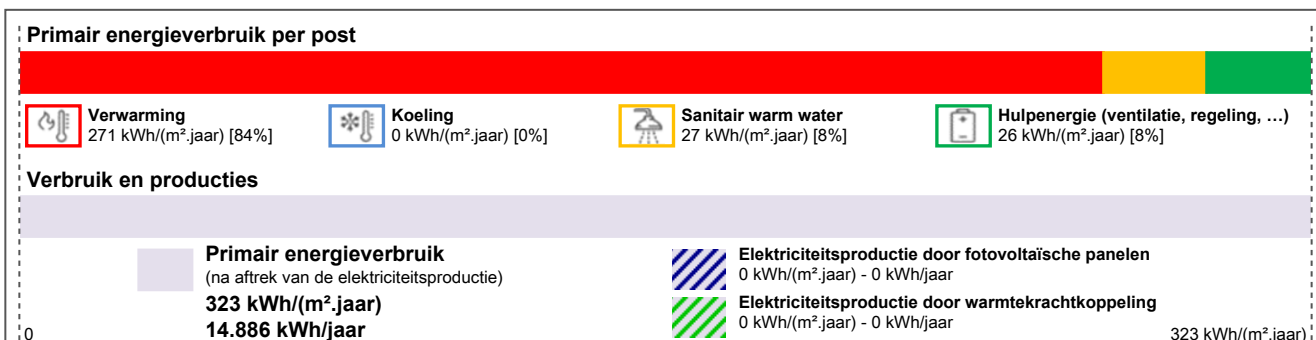 Primair energieverbruik per post
Verwarming
271 kWh/(m².jaar) [84%]
Koeling
0 kWh/(m².jaar) [0%]
Sanitair warm water
27 kWh/(m².jaar) [8%]
Hulpenergie (ventilatie, regeling, …)
26 kWh/(m².jaar) [8%]
Verbruik en producties
Primair energieverbruik
(na aftrek van de elektriciteitsproductie)
323 kWh/(m².jaar)
14.886 kWh/jaar
Elektriciteitsproductie door fotovoltaïsche panelen
0 kWh/(m².jaar) - 0 kWh/jaar
Elektriciteitsproductie door warmtekrachtkoppeling
0 kWh/(m².jaar) - 0 kWh/jaar
0
323 kWh/(m².jaar)